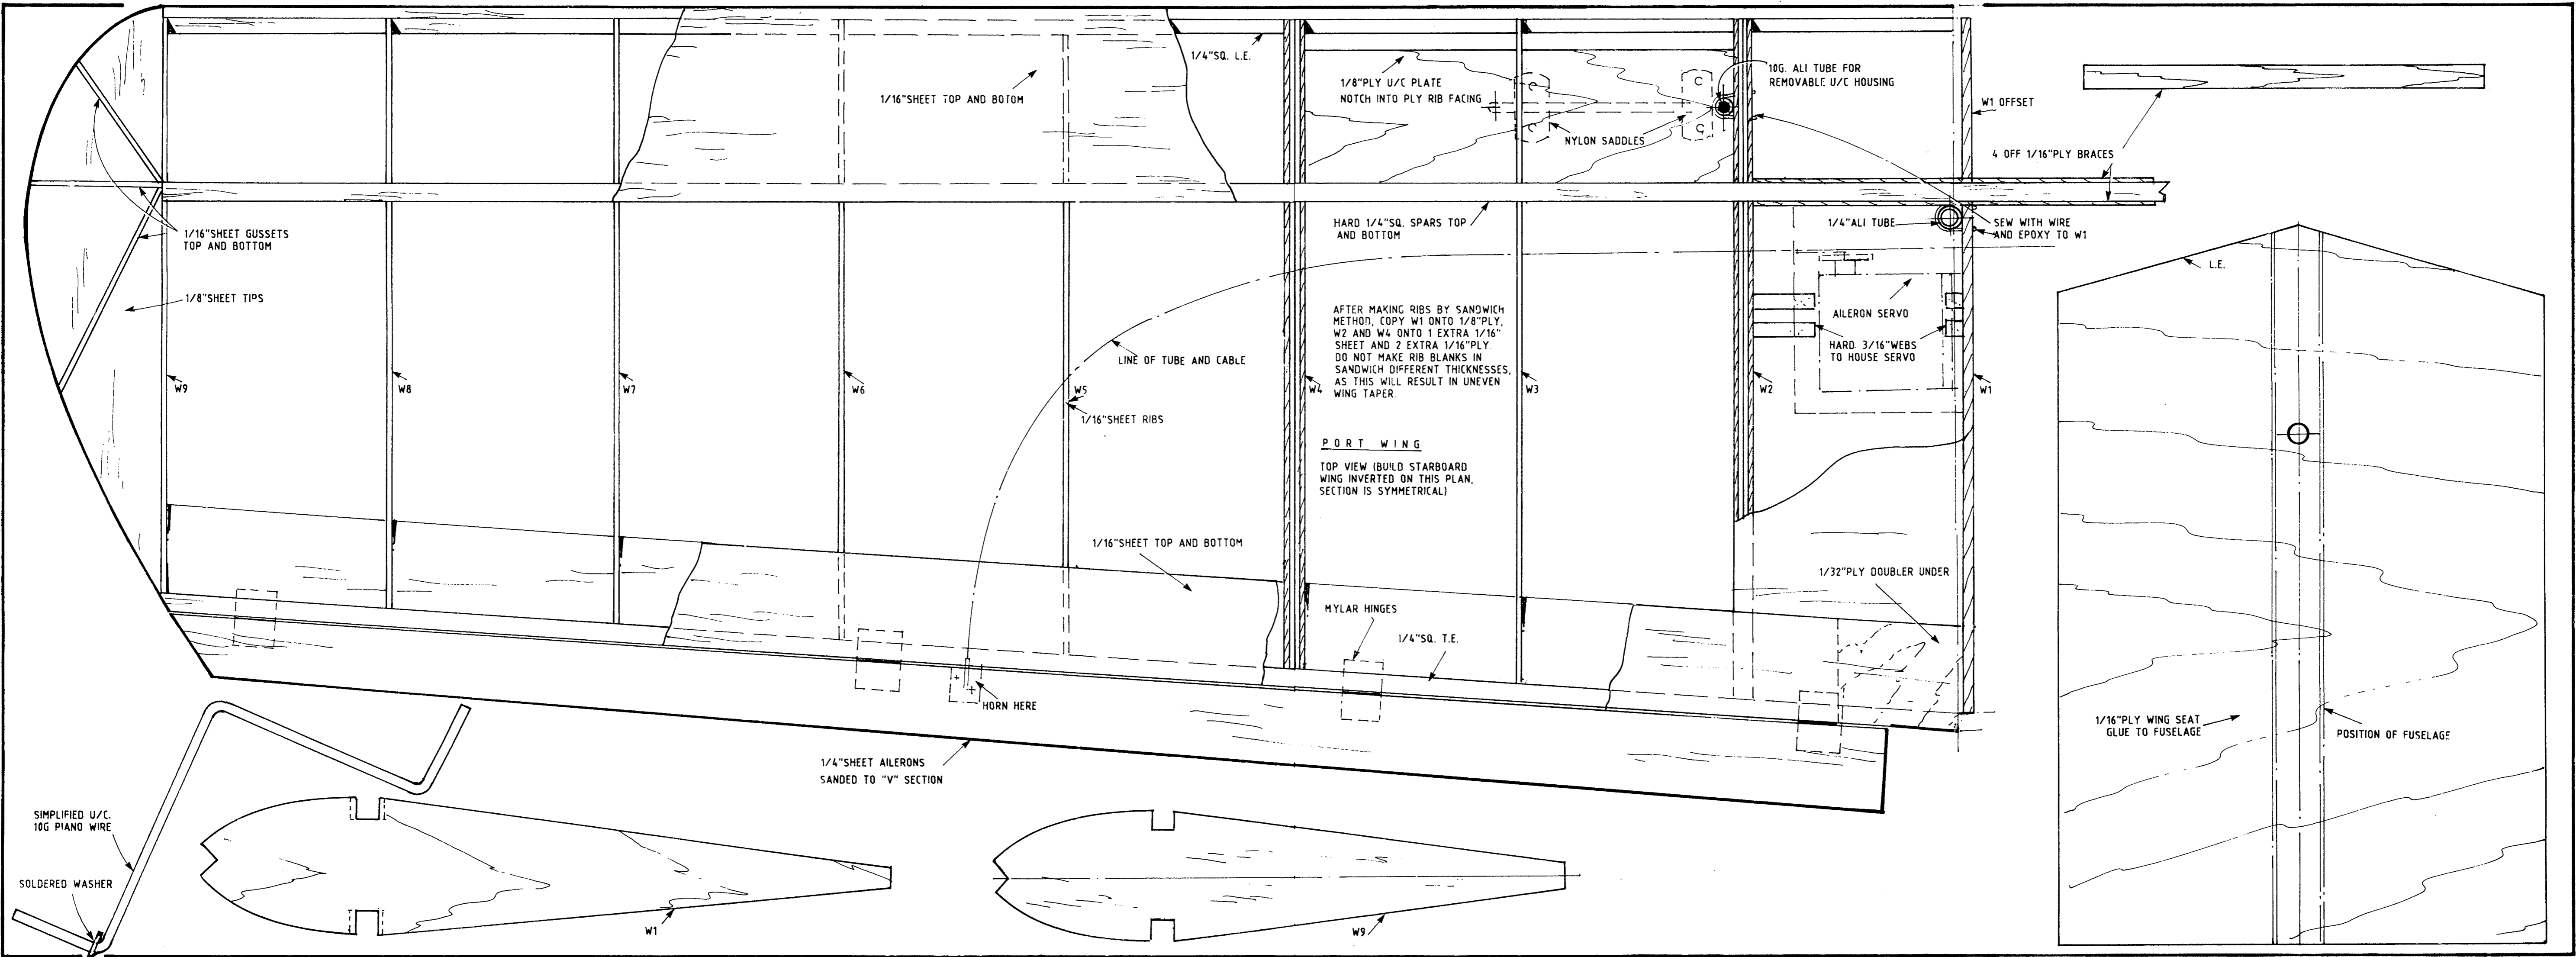 1/4"SQ. L.E.
1/16"SHEET TOP AND BOTOM
1/8"PLY U/C PLATE
NOTCH INTO PLY RIB FACING
C
C
C
C
NYLON SADDLES
10G. ALI TUBE FOR
REMOVABLE U/C HOUSING
W1 OFFSET
4 OFF 1/16"PLY BRACES
1/16"SHEET GUSSETS
TOP AND BOTTOM
1/8"SHEET TIPS
HARD 1/4"SQ. SPARS TOP
AND BOTTOM
1/4"ALI TUBE
SEW WITH WIRE
AND EPOXY TO W1
L.E.
AILERON SERVO
HARD 3/16"WEBS
TO HOUSE SERVO
LINE OF TUBE AND CABLE
AFTER MAKING RIBS BY SANDWICH
METHOD, COPY W1 ONTO 1/8"PLY,
W2 AND W4 ONTO 1 EXTRA 1/16"
SHEET AND 2 EXTRA 1/16"PLY.
DO NOT MAKE RIB BLANKS IN
SANDWICH DIFFERENT THICKNESSES,
AS THIS WILL RESULT IN UNEVEN
WING TAPER.
W9
W8
W7
W6
W5
W4
W3
W2
W1
1/16"SHEET RIBS
PORT WING
TOP VIEW (BUILD STARBOARD
WING INVERTED ON THIS PLAN,
SECTION IS SYMMETRICAL)
1/16"SHEET TOP AND BOTTOM
1/32"PLY DOUBLER UNDER
MYLAR HINGES
1/4"SQ. T.E.
HORN HERE
1/16"PLY WING SEAT
GLUE TO FUSELAGE
POSITION OF FUSELAGE
1/4"SHEET AILERONS
SANDED TO "V" SECTION
SIMPLIFIED U/C.
10G PIANO WIRE
SOLDERED WASHER
W1
W9